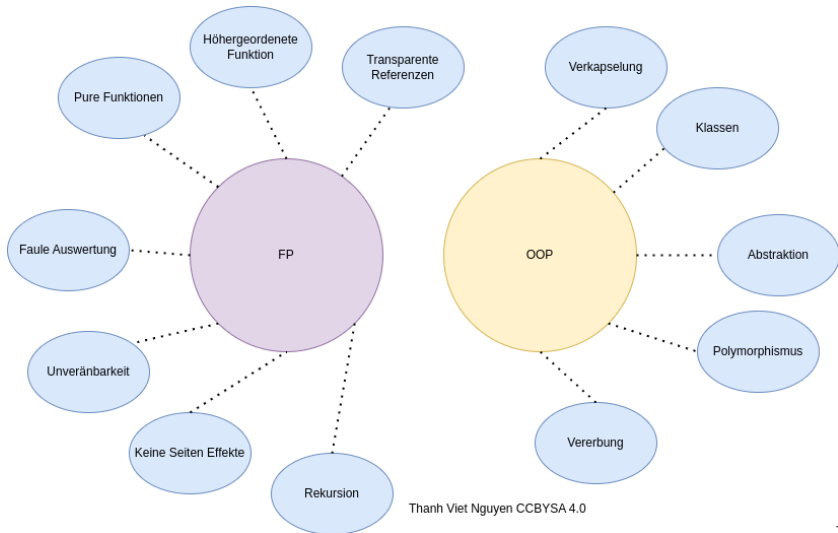 Höhergeordenete
Funktion
Transparente
Referenzen
Pure Funktionen
Faule Auswertung
FP
Unveränbarkeit
Keine Seiten Effekte
Rekursion
Verkapselung
Klassen
OOP
Abstraktion
Polymorphismus
Vererbung
Thanh Viet Nguyen CCBYSA 4.0